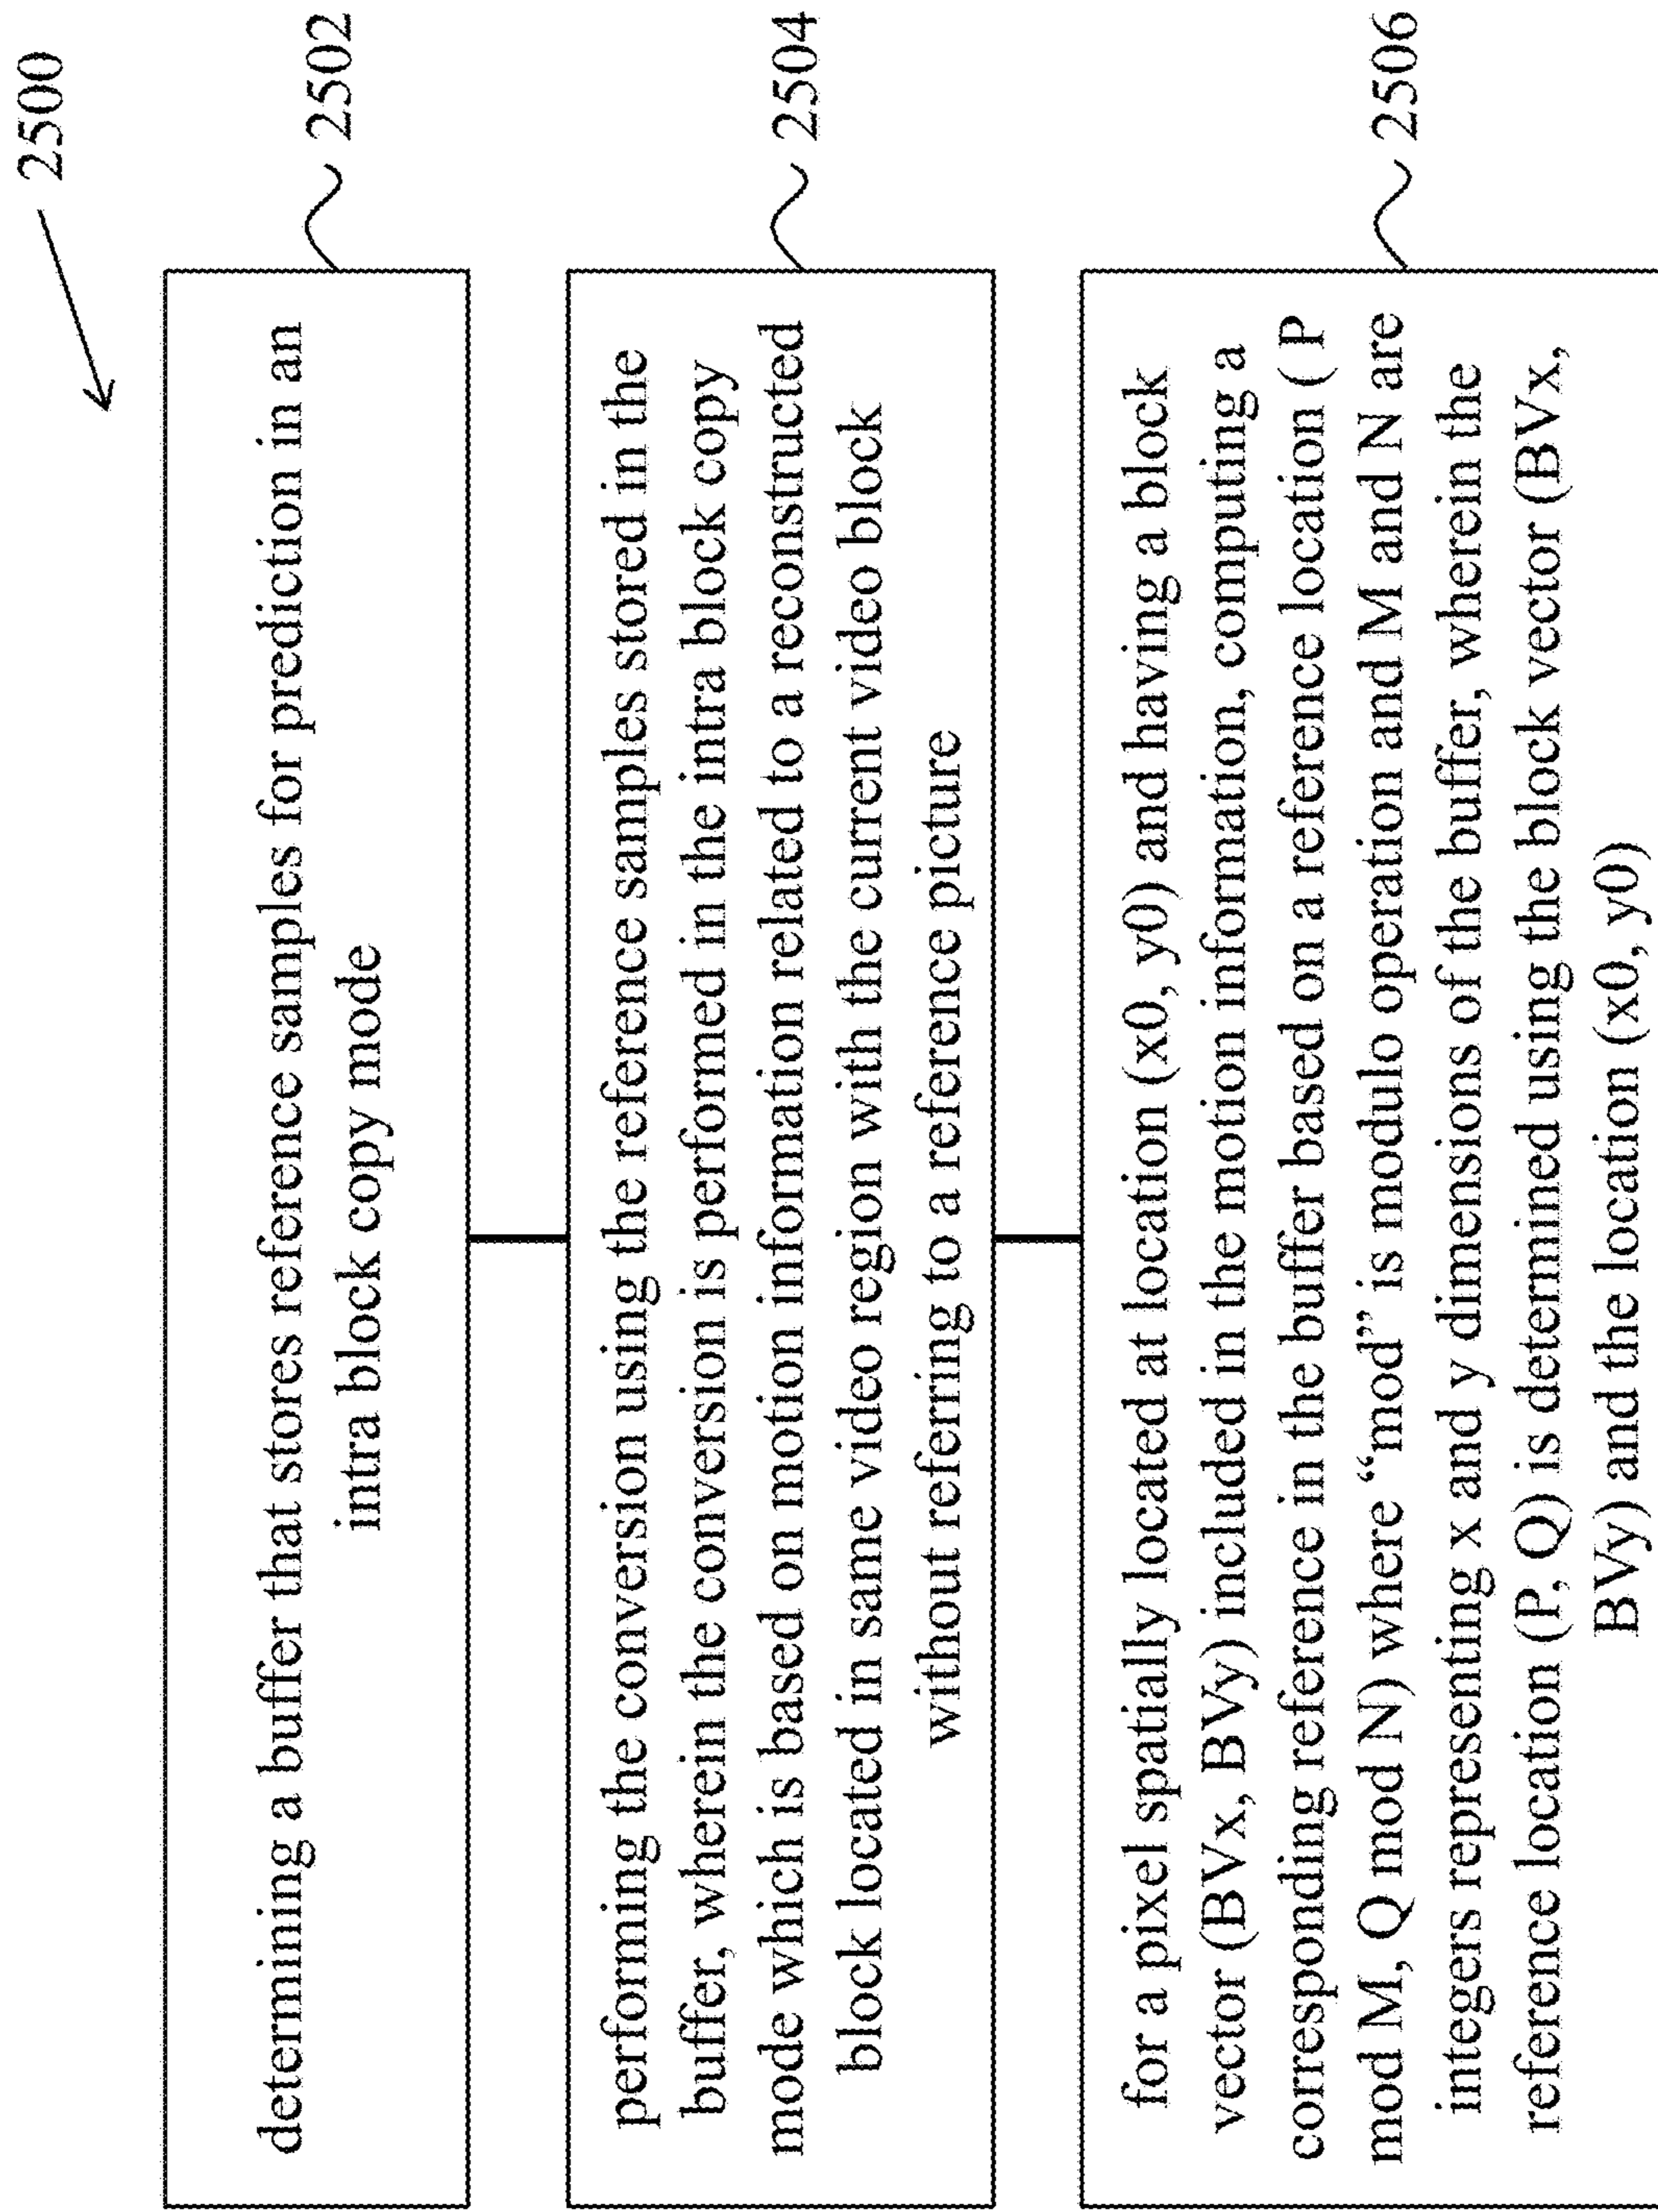 2500
determining a buffer that stores reference samples for prediction in an
intra block copy mode
2502
performing the conversion using the reference samples stored in the
buffer, wherein the conversion is performed in the intra block copy
mode which is based on motion information related to a reconstructed
block located in same video region with the current video block
without referring to a reference picture
2504
for a pixel spatially located at location (x0, y0) and having a block
vector (BVx, BVy) included in the motion information, computing a
corresponding reference in the buffer based on a reference location ( P
mod M, Q mod N) where “mod” is modulo operation and M and N are
integers representing x and y dimensions of the buffer, wherein the
reference location (P, Q) is determined using the block vector (BVx,
BVy) and the location (x0, y0)
2506